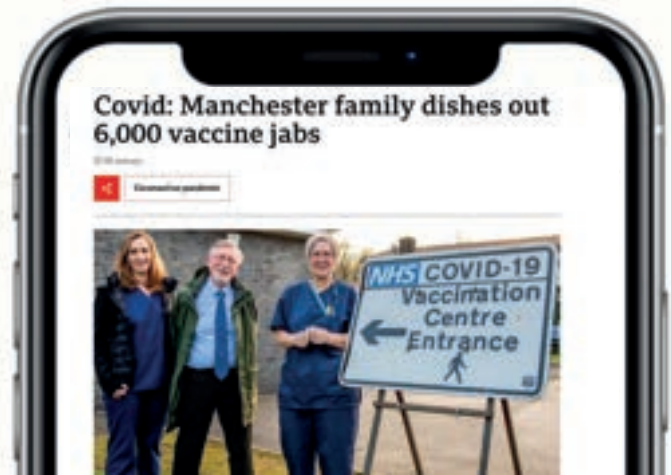 Covid: Manchester family dishes out
6,000 vaccine jabs
Coronavirus pandemic
NHS COVID-19
Vaccination
Centre
Entrance